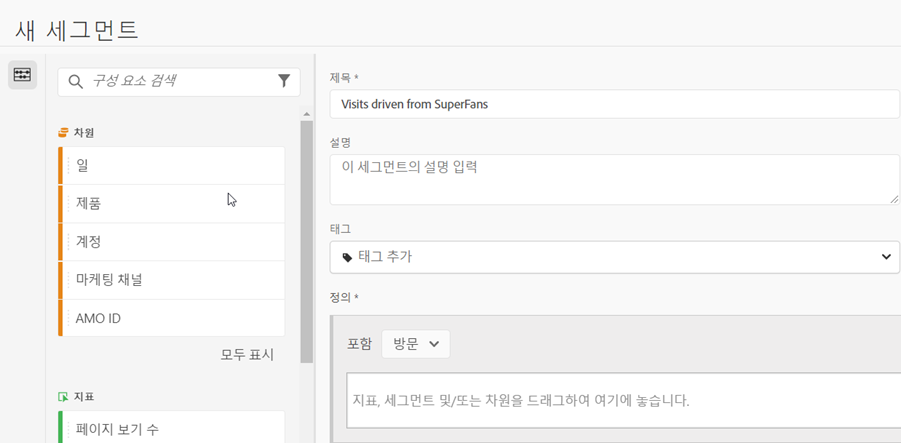 새 세그먼트
구성 요소 검색
차원
일
제품
계정
마케팅 채널
AMO ID
모두 표시
지표
페이지 보기 수
제목 *
Visits driven from SuperFans
설명
이 세그먼트의 설명 입력
태그
태그 추가
정의 *
포함 방문
지표, 세그먼트 및/또는 차원을 드래그하여 여기에 놓습니다.